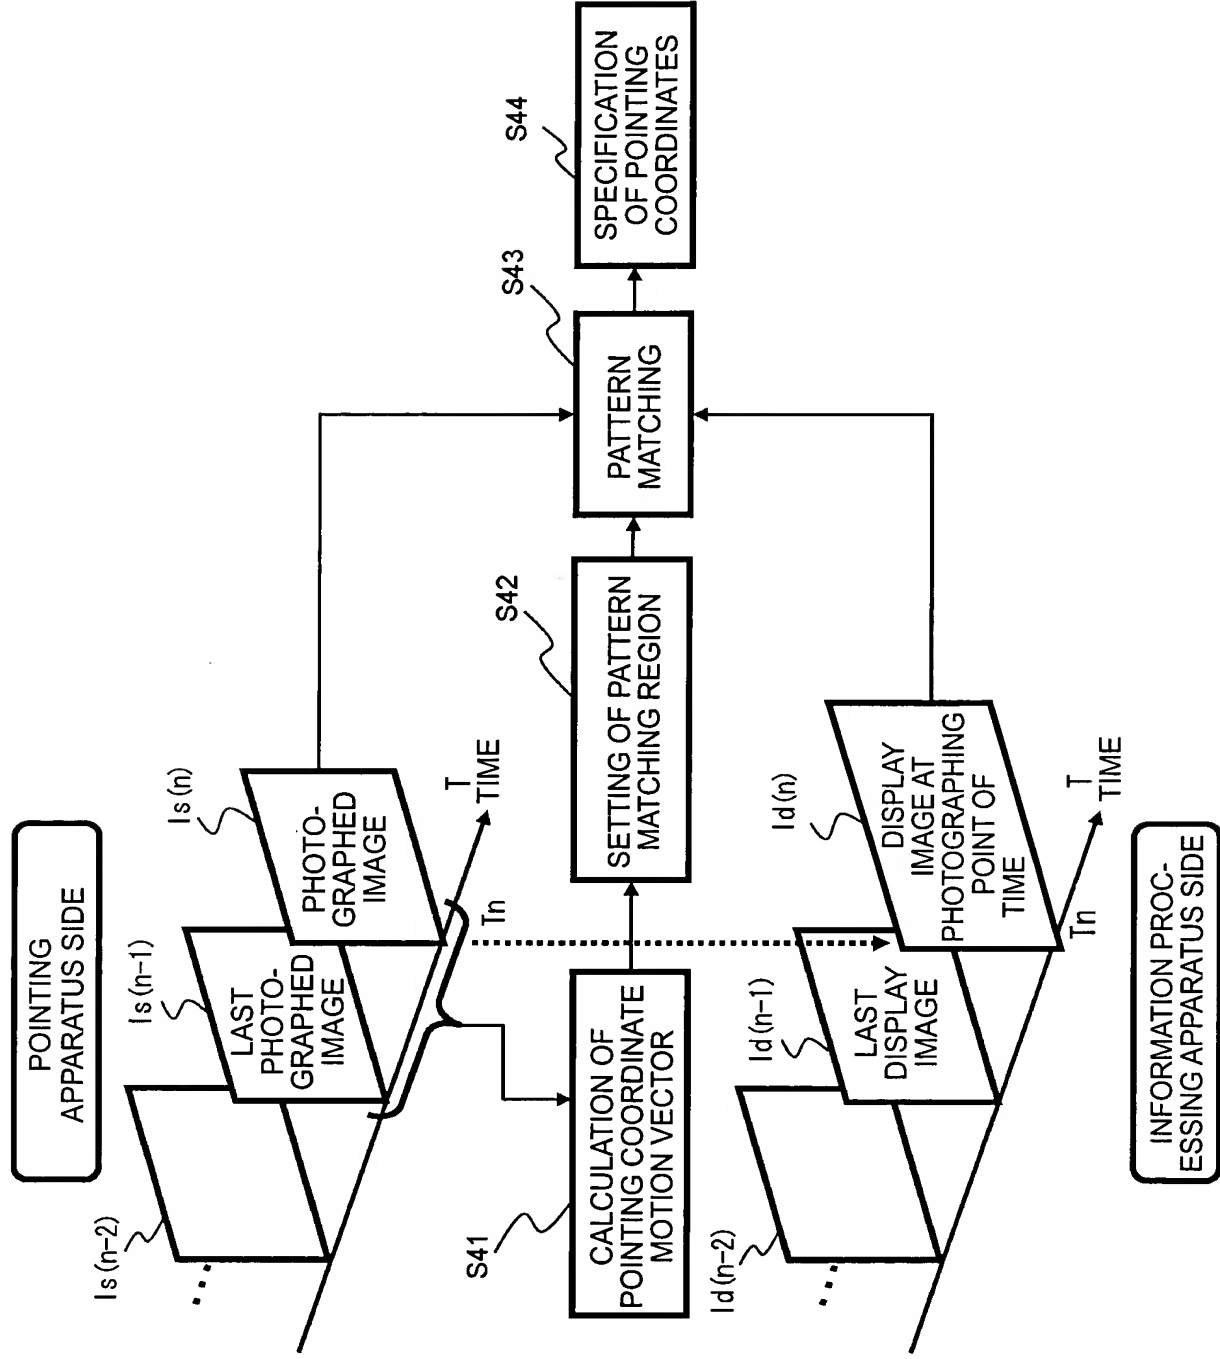 POINTING
APPARATUS SIDE
Is(n-2)
Is(n-1)
Is(n)
LAST
PHOTO-
GRAPHED
IMAGE
PHOTO-
GRAPHED
IMAGE
T
TIME
Tn
S41
CALCULATION OF
POINTING COORDINATE
MOTION VECTOR
S42
SETTING OF PATTERN
MATCHING REGION
S43
PATTERN
MATCHING
S44
SPECIFICATION
OF POINTING
COORDINATES
Id(n-2)
Id(n-1)
Id(n)
LAST
DISPLAY
IMAGE
DISPLAY
IMAGE AT
PHOTOGRAPHING
POINT OF
TIME
T
TIME
Tn
INFORMATION PROC-
ESSING APPARATUS SIDE